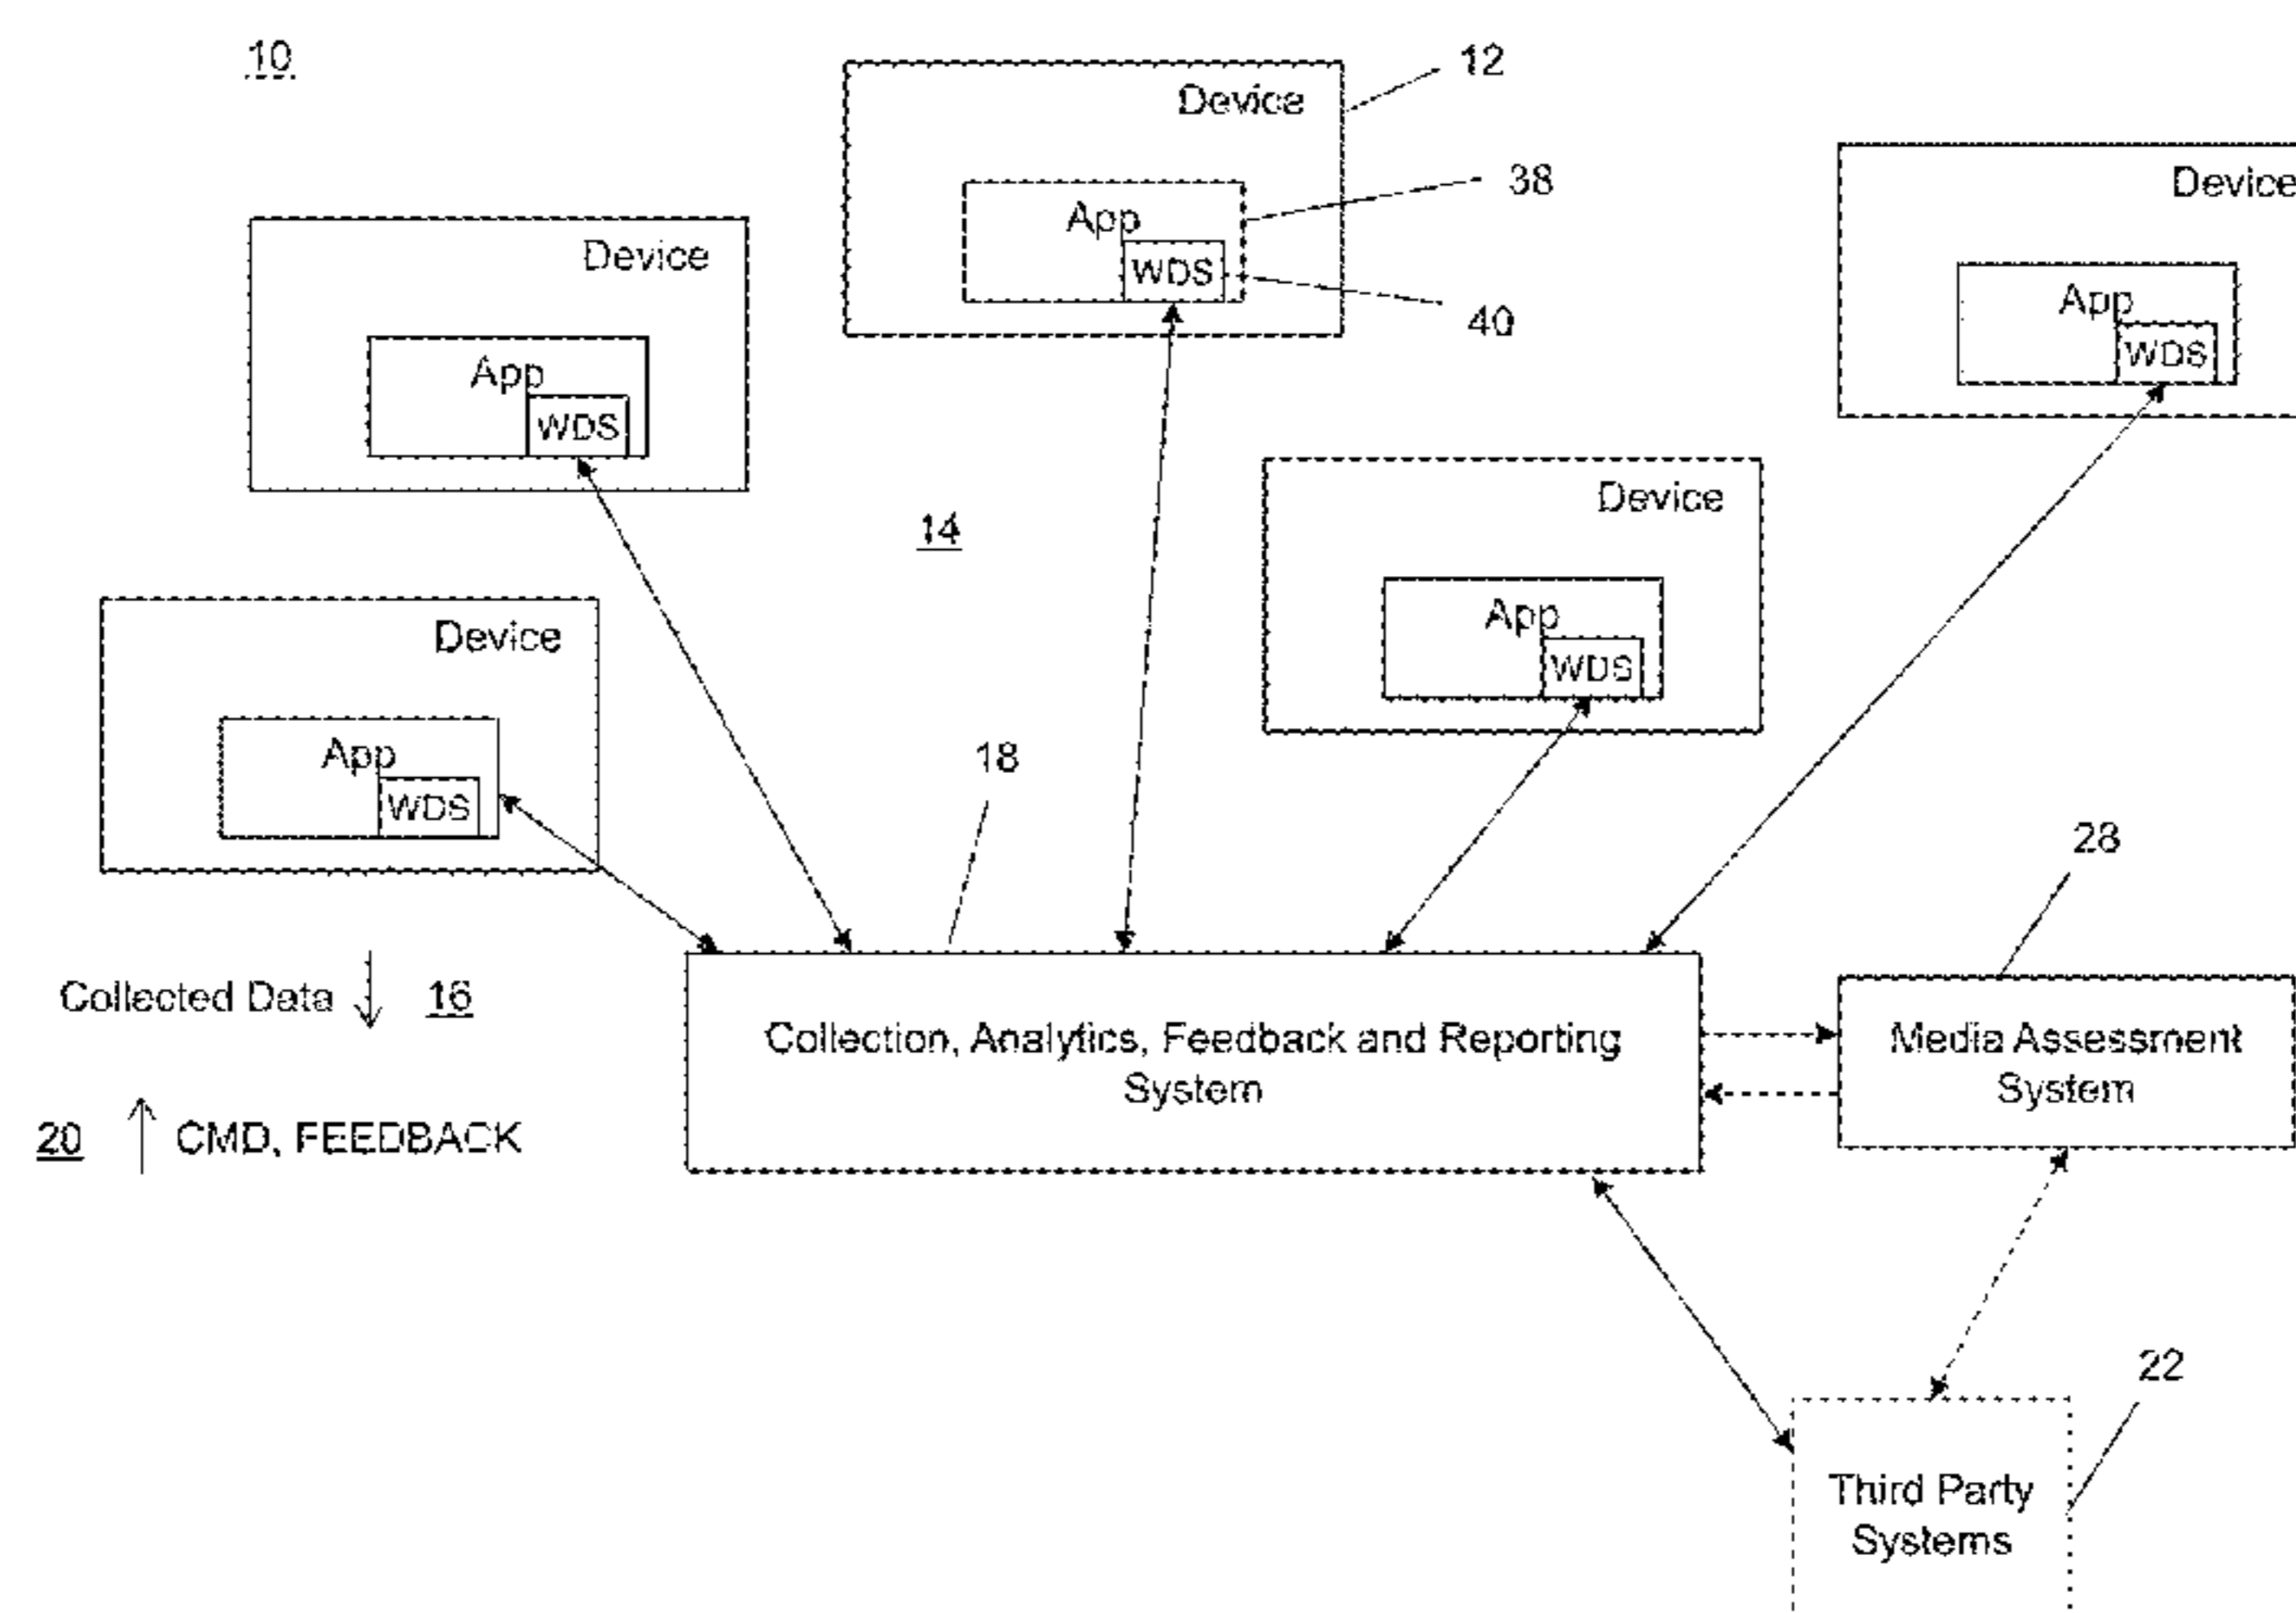 10
12
Device
38
App
WDS
40
Device
App
WDS
Device
App
WDS
14
Device
App
WDS
Device
App
WDS
18
28
Collected Data
16
Collection, Analytics, Feedback and Reporting
System
Media Assessment
System
20
CMD, FEEDBACK
22
Third Party
Systems